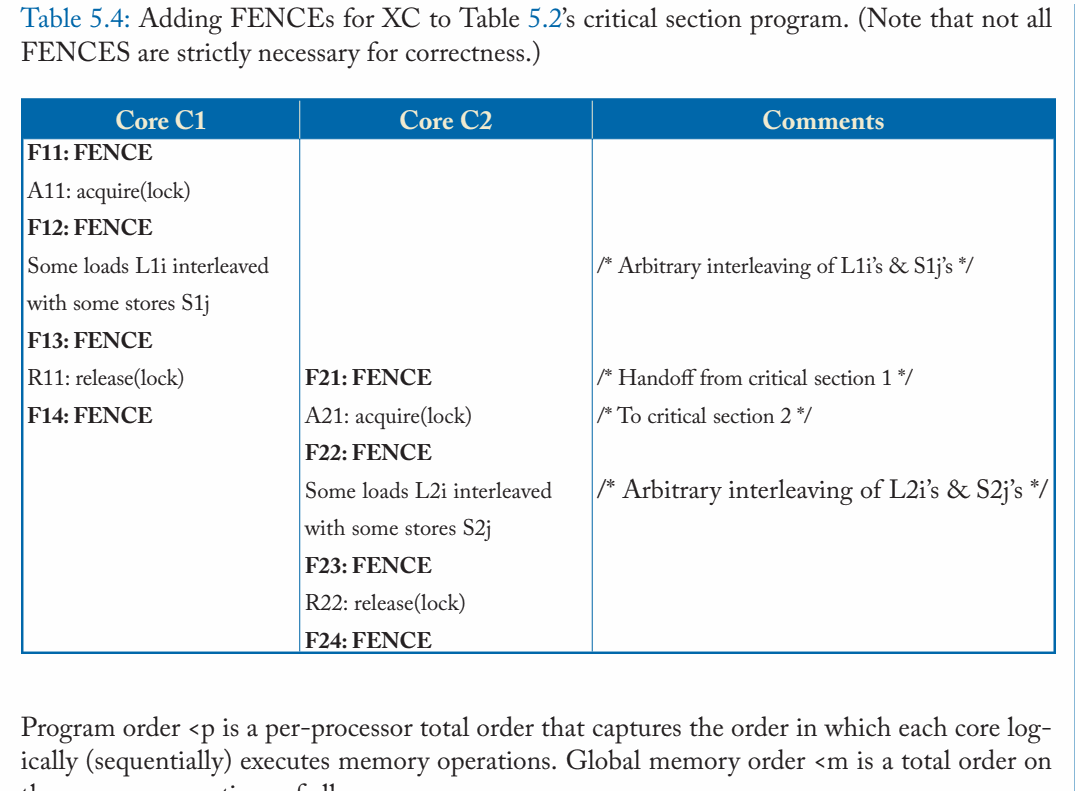 Table 5.4: Adding FENCEs for XC to Table 5.2’s critical section program. (Note that not all
FENCES are strictly necessary for correctness.)
Core C1 Core C2 Comments
F11: FENCE
A11: acquire(lock)
F12: FENCE
Some loads L1i interleaved /* Arbitrary interleaving of L1i’s & S1j’s */
with some stores S1j
F13: FENCE
R11: release(lock) F21: FENCE /* Handoff from critical section 1 */
F14: FENCE A21: acquire(lock) /* To critical section 2 */
F22: FENCE
Some loads L2i interleaved /* Arbitrary interleaving of L2i’s & S2j’s */
with some stores S2j
F23: FENCE
R22: release(lock)
F24: FENCE
Program order <p is a per-processor total order that captures the order in which each core log-
ically (sequentially) executes memory operations. Global memory order <m is a total order on